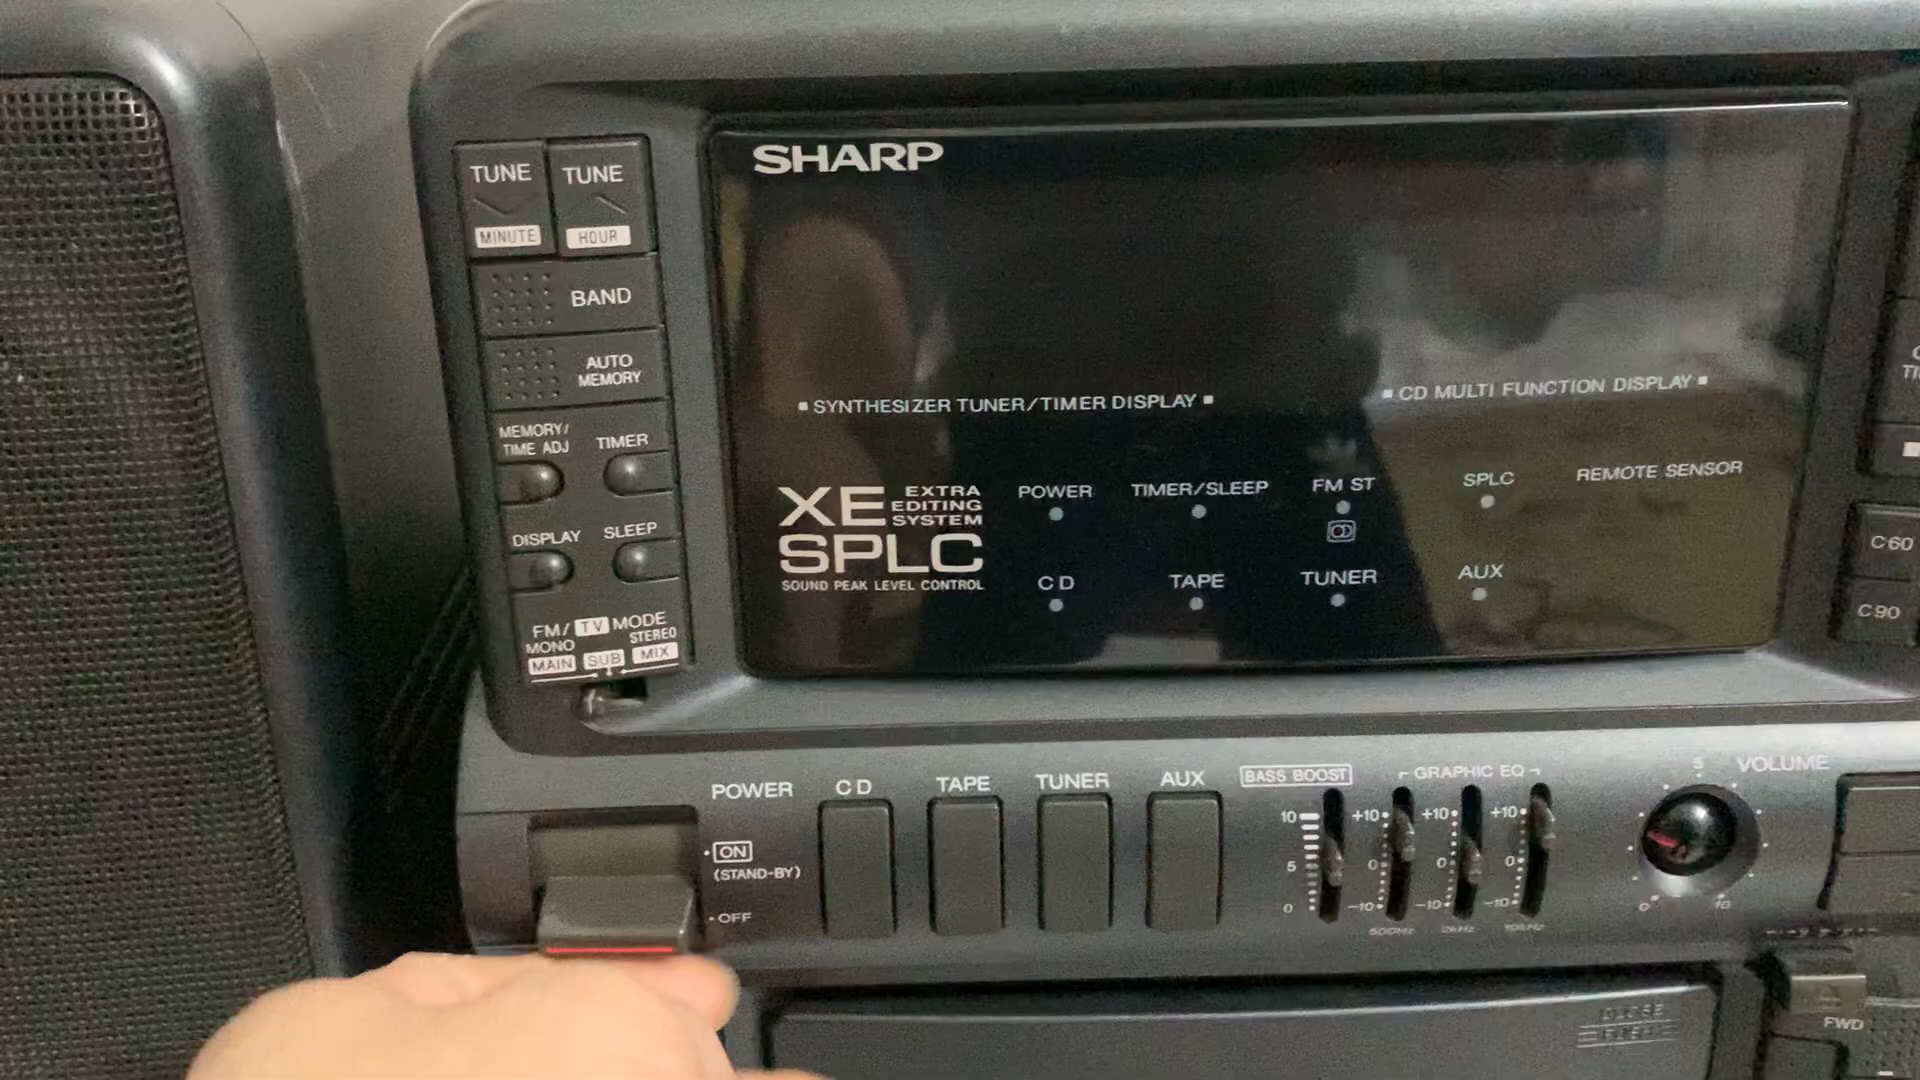 SHARP
TUNE TUNE
MINUTE HOUR
BAND
AUTO
MEMORY
MEMORY/
TIME ADJ
TIMER
DISPLAY SLEEP
FM/ TV MODE
MONO STEREO
MAIN SUB MIX
SYNTHESIZER TUNER/TIMER DISPLAY
CD MULTI FUNCTION DISPLAY
XE EXTRA
EDITING
SYSTEM
SPLC
SOUND PEAK LEVEL CONTROL
POWER TIMER/SLEEP FM ST SPLC REMOTE SENSOR
CD TAPE TUNER AUX
C60
C90
POWER CD TAPE TUNER AUX BASS BOOST GRAPHIC EQ VOLUME
ON
(STAND-BY)
OFF
10
5
0
+10 +10 +10
0 0 0
-10 -10 -10
500Hz 2kHz 10kHz
5
0 10
FWD